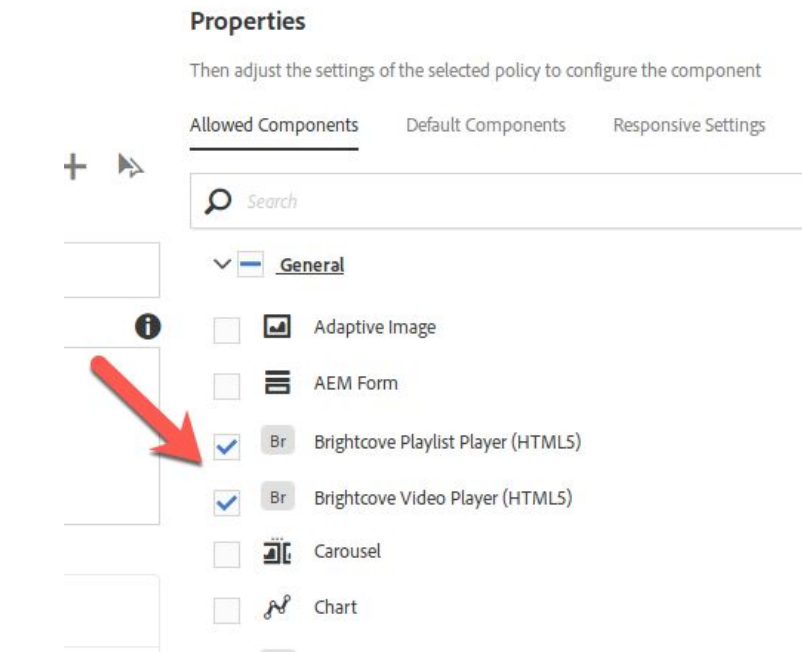 Properties
Then adjust the settings of the selected policy to configure the component
Allowed Components Default Components Responsive Settings
Search
General
Adaptive Image
AEM Form
Br Brightcove Playlist Player (HTML5)
Br Brightcove Video Player (HTML5)
Carousel
Chart